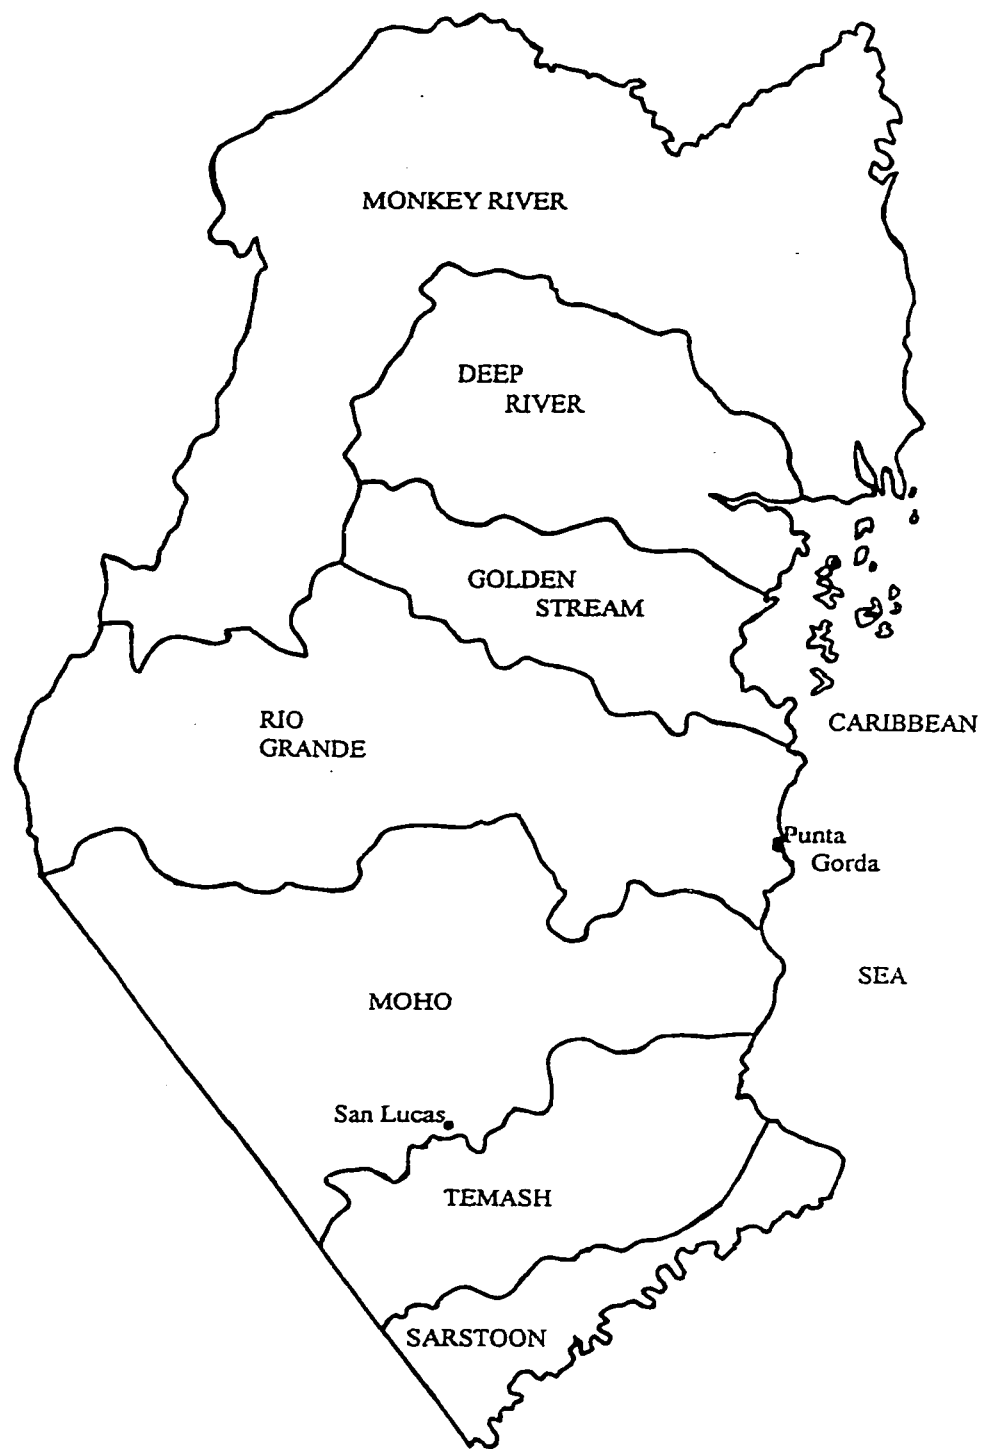 MONKEY RIVER
DEEP
RIVER
GOLDEN
STREAM
RIO
GRANDE
CARIBBEAN
Punta
Gorda
SEA
MOHO
San Lucas
TEMASH
SARSTOON